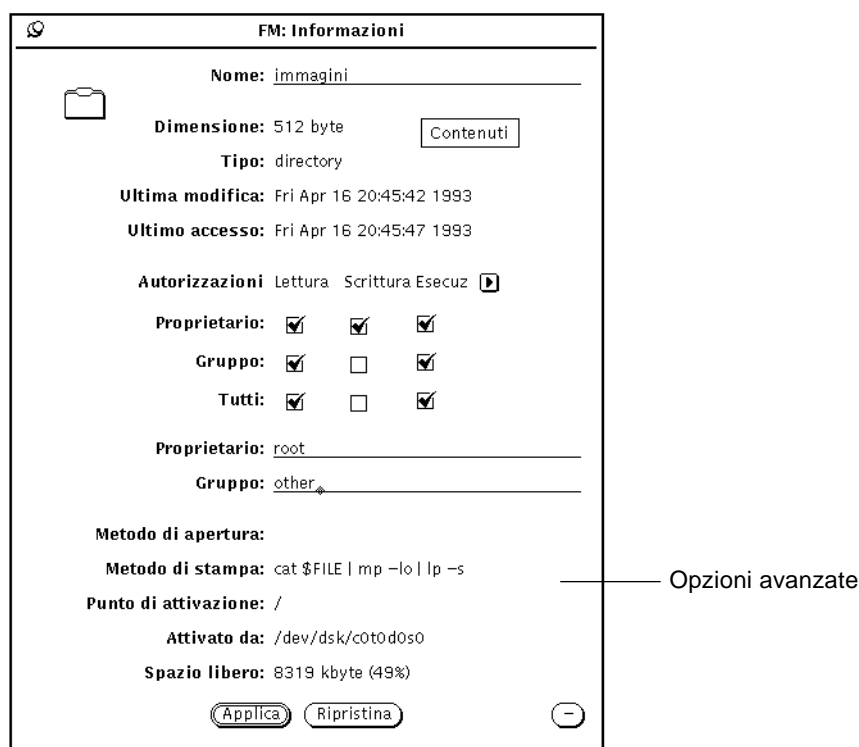 FM: Informazioni
Nome: immagini
Dimensione: 512 byte
Contenuti
Tipo: directory
Ultima modifica: Fri Apr 16 20:45:42 1993
Ultimo accesso: Fri Apr 16 20:45:47 1993
Autorizzazioni Lettura Scrittura Esecuz
Proprietario:
Gruppo:
Tutti:
Proprietario: root
Gruppo: other
Metodo di apertura:
Metodo di stampa: cat $FILE | mp –lo | lp –s
Opzioni avanzate
Punto di attivazione: /
Attivato da: /dev/dsk/c0t0d0s0
Spazio libero: 8319 kbyte (49%)
Applica Ripristina –